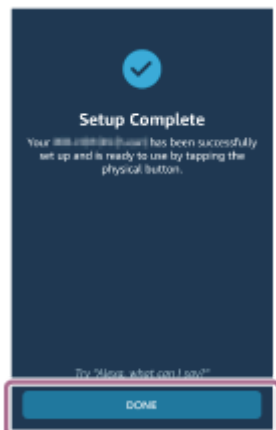 Setup Complete
Your has been successfully
set up and is ready to use by tapping the
physical button.
Try "Alexa, what can I say?"
DONE